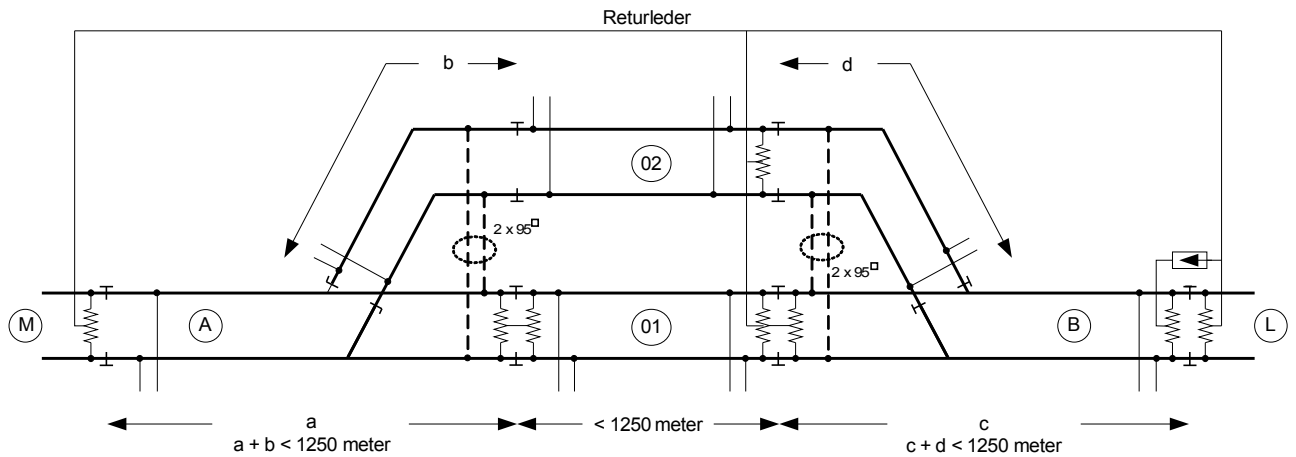 Returleder
b
d
02
2 x 95□
2 x 95□
M
A
01
B
L
a
a + b < 1250 meter
< 1250 meter
c
c + d < 1250 meter